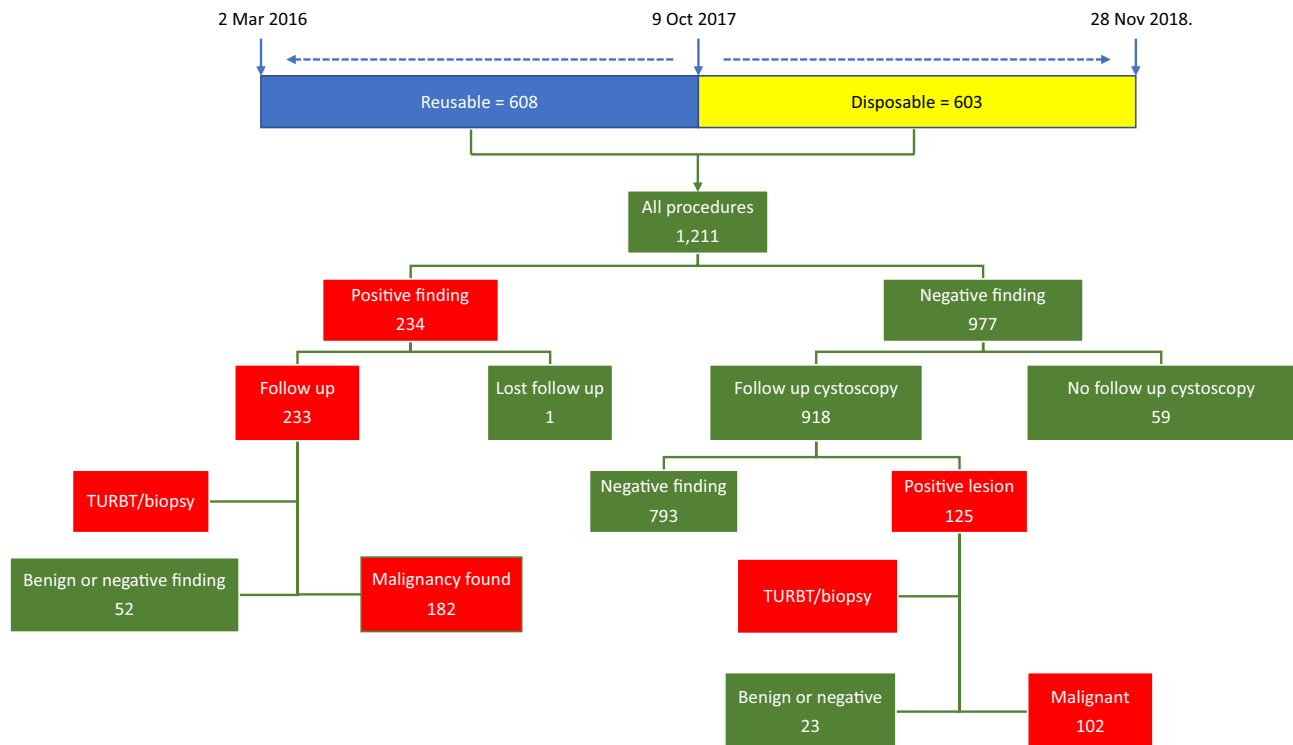 2 Mar 2016
9 Oct 2017
28 Nov 2018.
Reusable = 608
Disposable = 603
All procedures
1,211
Positive finding
234
Negative finding
977
Follow up
233
Lost follow up
1
Follow up cystoscopy
918
No follow up cystoscopy
59
TURBT/biopsy
Negative finding
793
Positive lesion
125
Benign or negative finding
52
Malignancy found
182
TURBT/biopsy
Benign or negative
23
Malignant
102